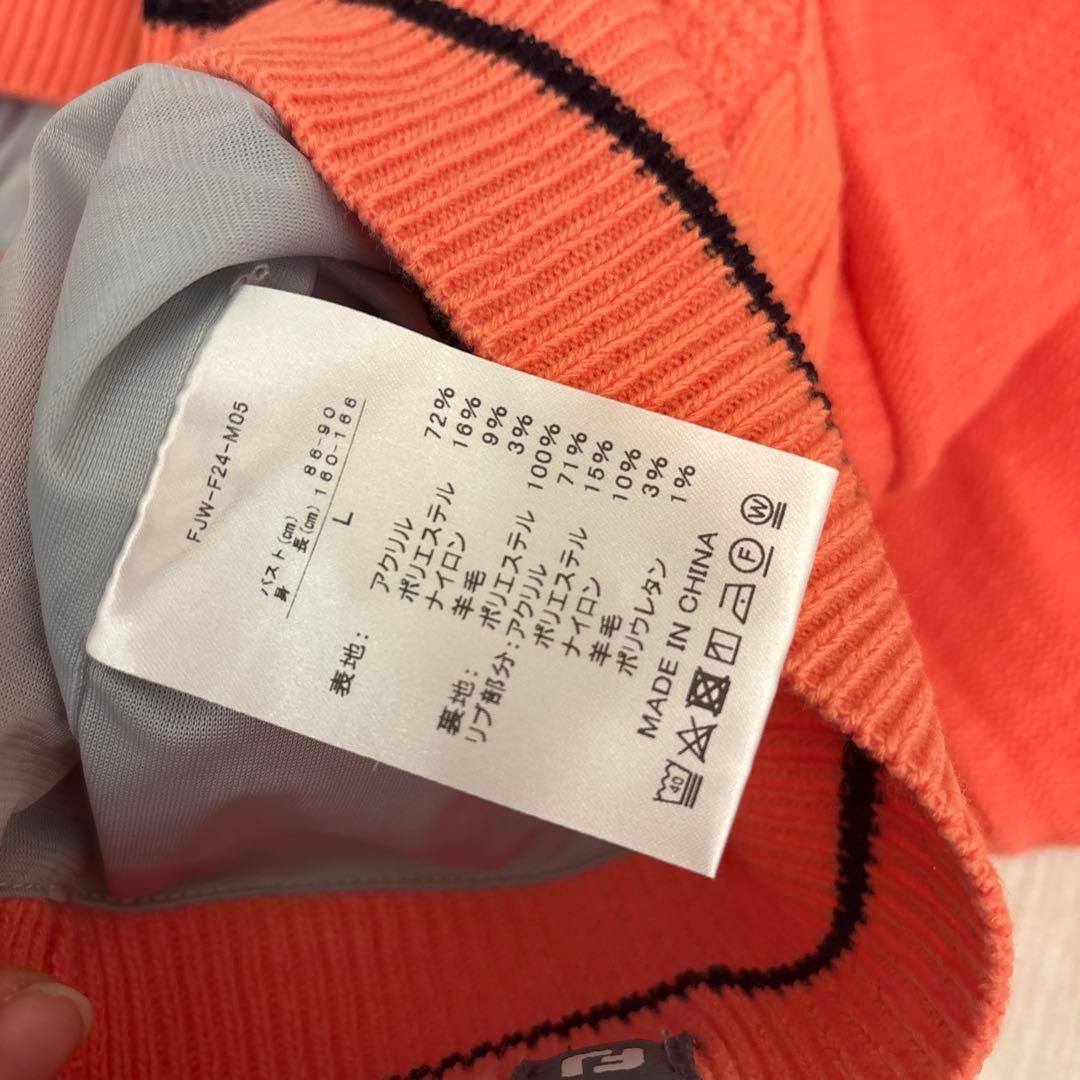 FJW-F24-M05
バスト(cm) 86-90
身長(cm) 160-166
L
表地: アクリル 72%
ポリエステル 16%
ナイロン 9%
羊毛 3%
裏地: ポリエステル 100%
リブ部分: アクリル 71%
ポリエステル 15%
ナイロン 10%
羊毛 3%
ポリウレタン 1%
MADE IN CHINA
40 F W
FJ